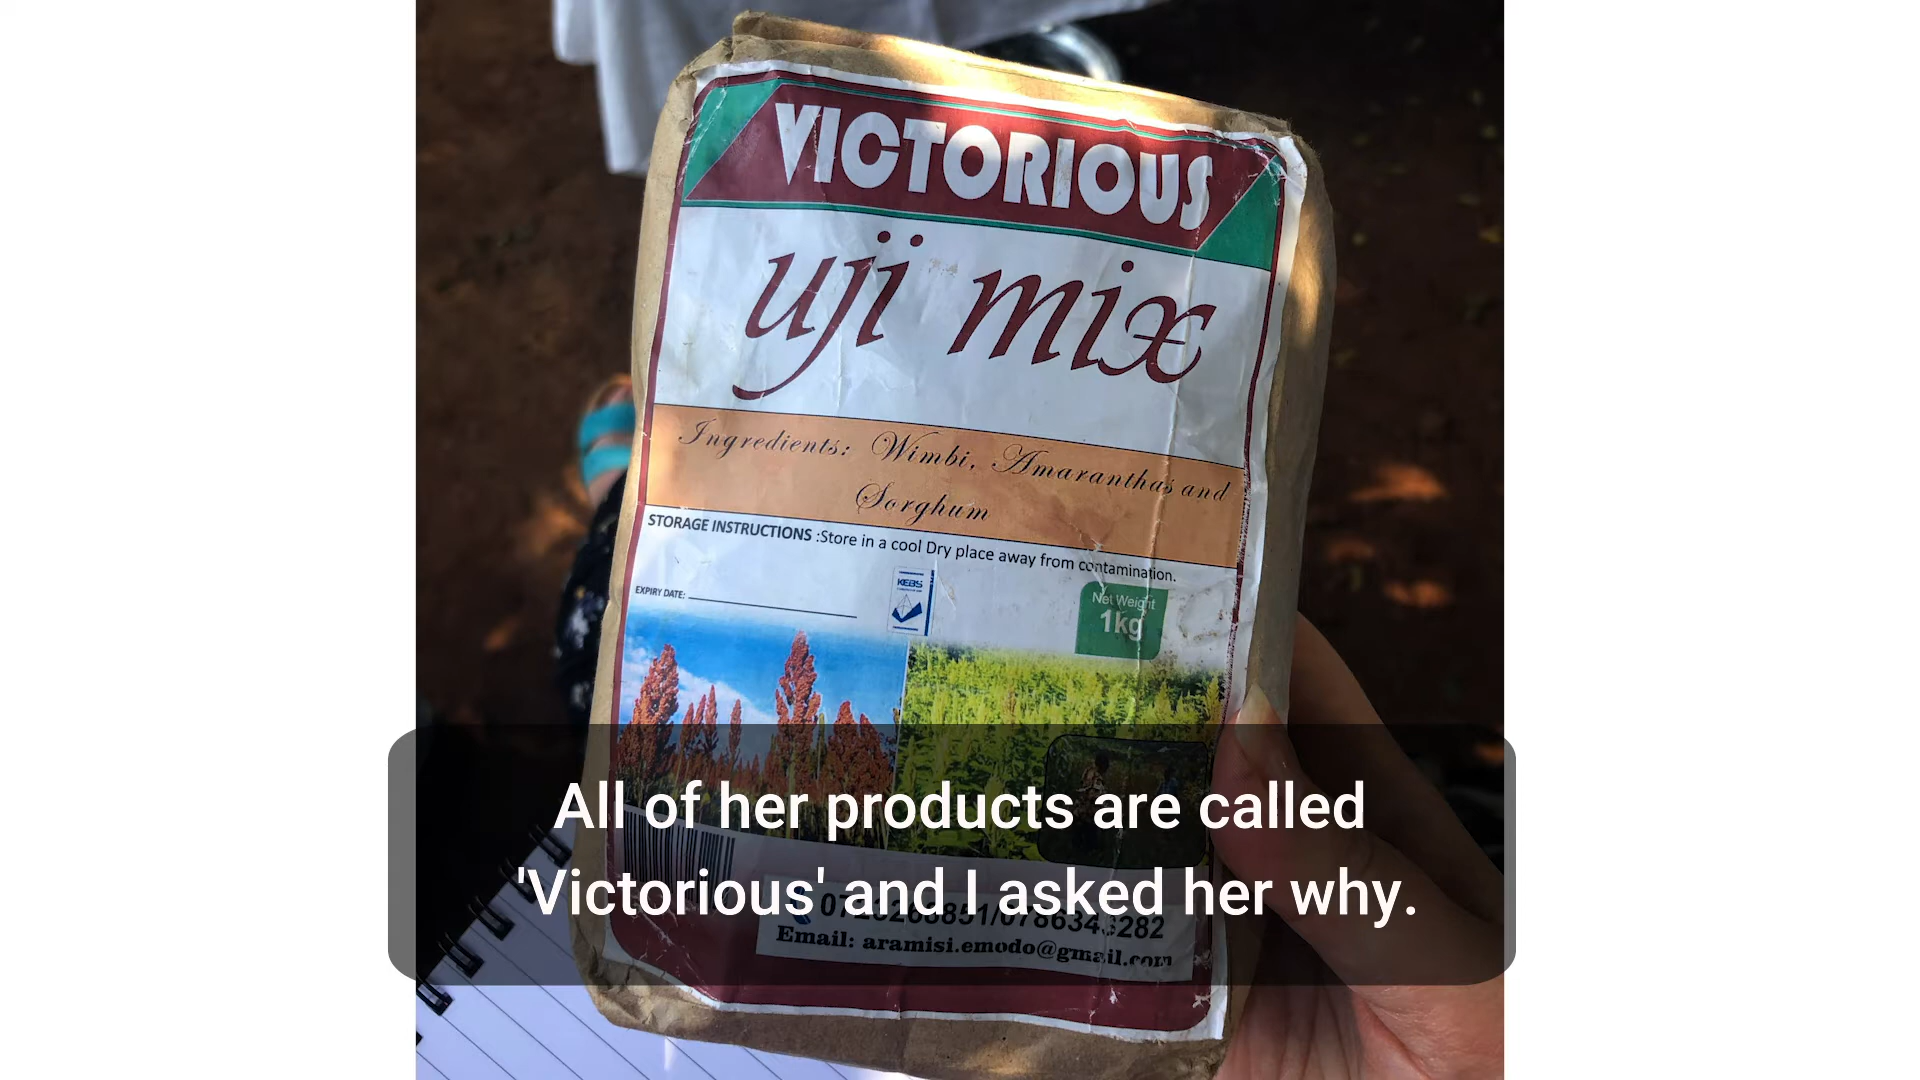 VICTORIOUS
uji mix
Ingredients: Wimbi, Amaranthus and
Sorghum
STORAGE INSTRUCTIONS :Store in a cool Dry place away from contamination.
EXPIRY DATE:
KEBS
Net Weight
1kg
All of her products are called
'Victorious' and I asked her why.
Email: aramisi.emodo@gmail.com